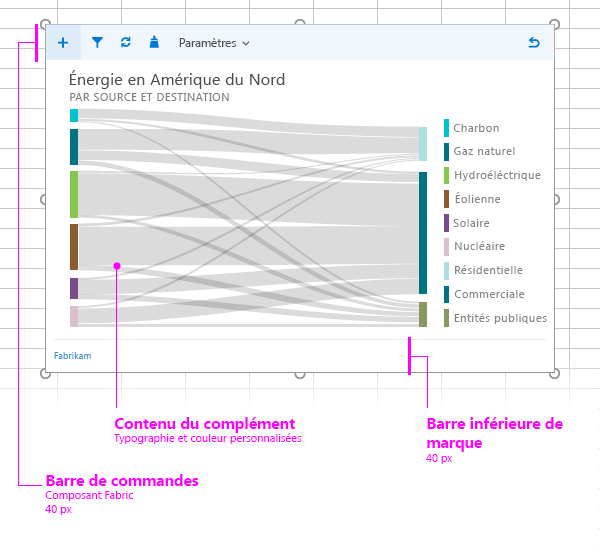 Paramètres
Énergie en Amérique du Nord
PAR SOURCE ET DESTINATION
Charbon
Gaz naturel
Hydroéléctrique
Éolienne
Solaire
Nucléaire
Résidentielle
Commerciale
Entités publiques
Fabrikam
Contenu du complément
Typographie et couleur personnalisées
Barre inférieure de
marque
40 px
Barre de commandes
Composant Fabric
40 px